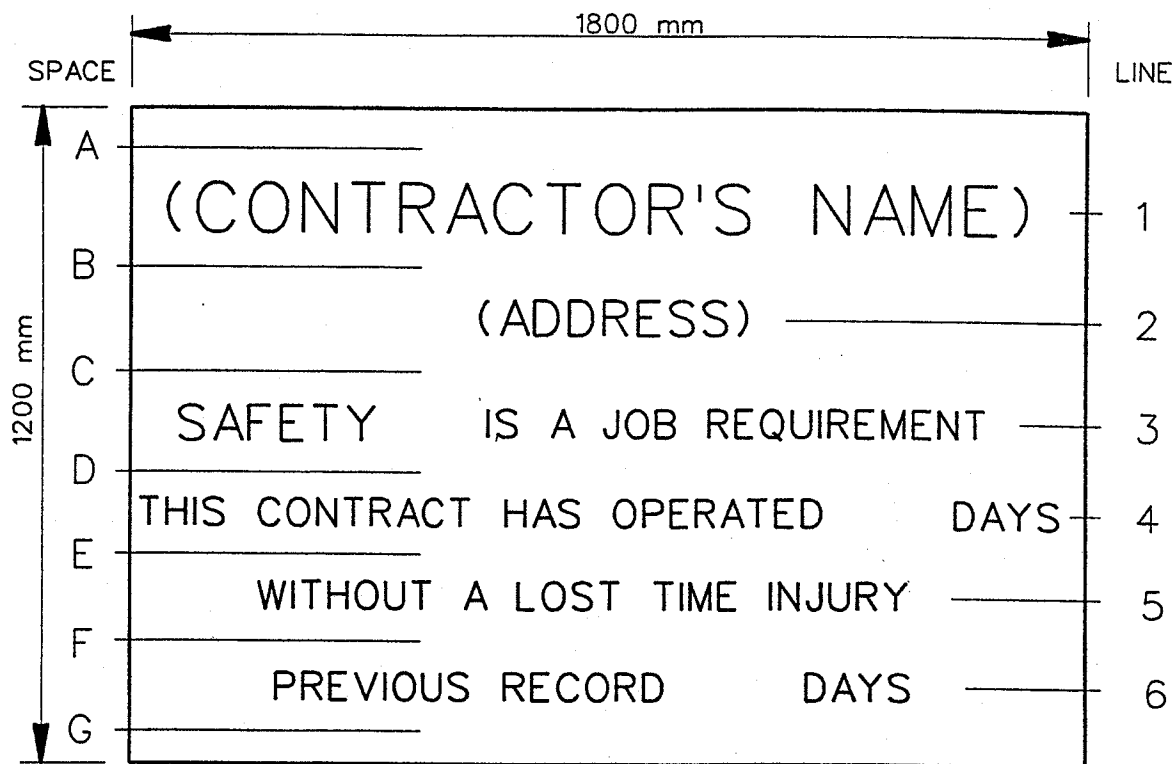 1800 mm
SPACE LINE
A
(CONTRACTOR'S NAME) 1
B
(ADDRESS) 2
C
1200 mm
SAFETY IS A JOB REQUIREMENT 3
D
THIS CONTRACT HAS OPERATED DAYS 4
E
WITHOUT A LOST TIME INJURY 5
F
PREVIOUS RECORD DAYS 6
G